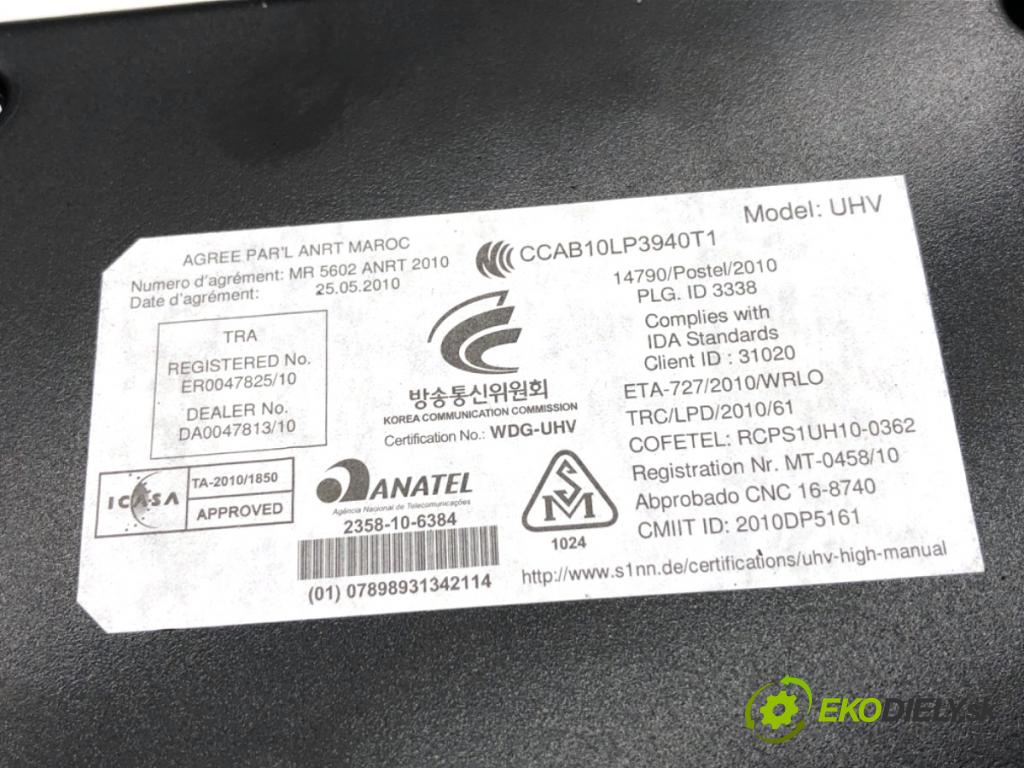 AGREE PAR'L ANRT MAROC
Numero d'agrément: MR 5602 ANRT 2010
Date d'agrément: 25.05.2010
TRA
REGISTERED No.
ER0047825/10
DEALER No.
DA0047813/10
ICASA
TA-2010/1850
APPROVED
CCAB10LP3940T1
방송통신위원회
KOREA COMMUNICATION COMMISSION
Certification No.: WDG-UHV
ANATEL
Agência Nacional de Telecomunicações
2358-10-6384
(01) 07898931342114
SM
1024
Model: UHV
14790/Postel/2010
PLG. ID 3338
Complies with
IDA Standards
Client ID : 31020
ETA-727/2010/WRLO
TRC/LPD/2010/61
COFETEL: RCPS1UH10-0362
Registration Nr. MT-0458/10
Approbado CNC 16-8740
CMIIT ID: 2010DP5161
http://www.s1nn.de/certifications/uhv-high-manual
EKODIELY.SK